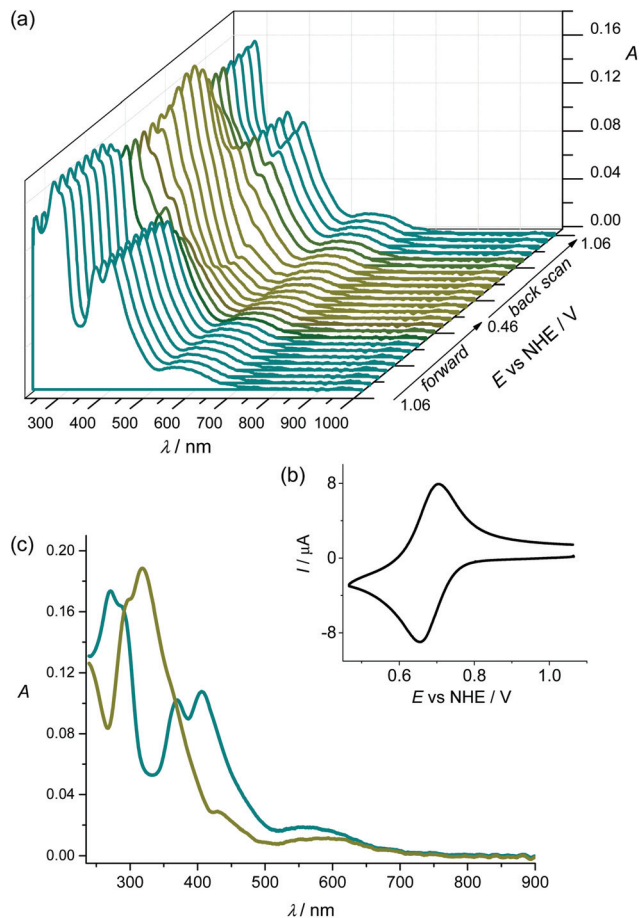 (a)
0.16
A
0.12
0.08
0.04
0.00
1.06
back scan
0.46
E vs NHE / V
forward
1.06
300 400 500 600 700 800 900 1000
λ / nm
(b)
8
0
-8
I / µA
0.6 0.8 1.0
E vs NHE / V
(c)
0.20
0.16
0.12
A
0.08
0.04
0.00
300 400 500 600 700 800 900
λ / nm